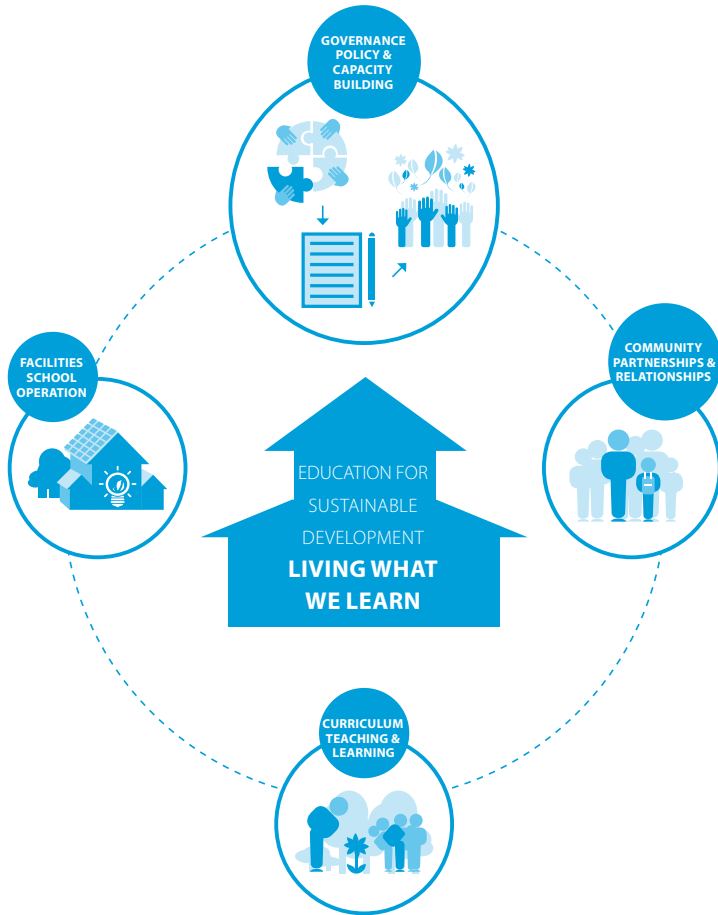 GOVERNANCE
POLICY &
CAPACITY
BUILDING
FACILITIES
SCHOOL
OPERATION
COMMUNITY
PARTNERSHIPS &
RELATIONSHIPS
EDUCATION FOR
SUSTAINABLE
DEVELOPMENT
LIVING WHAT
WE LEARN
CURRICULUM
TEACHING &
LEARNING